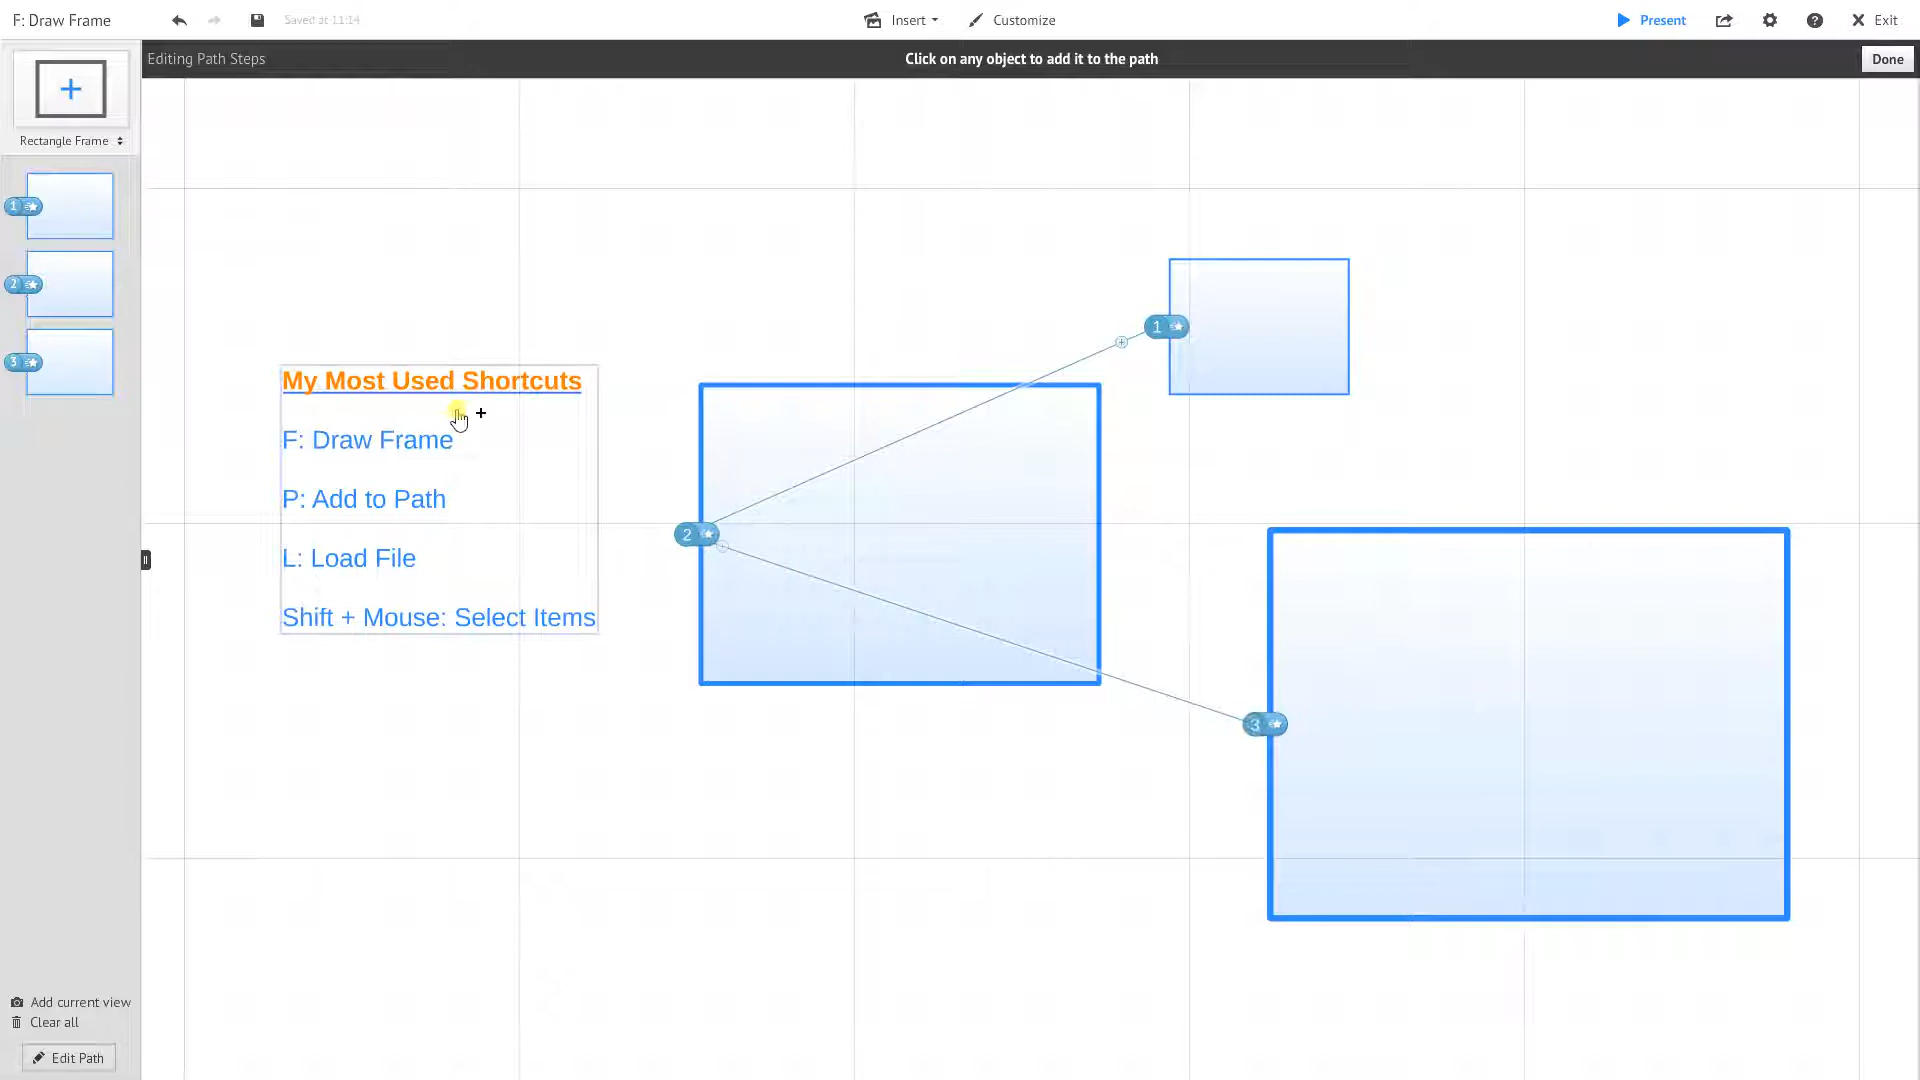 F: Draw Frame
Saved at 11:14
Insert
Customize
Present
Exit
Editing Path Steps
Click on any object to add it to the path
Done
Rectangle Frame
1
2
3
1
2
3
My Most Used Shortcuts
F: Draw Frame
P: Add to Path
L: Load File
Shift + Mouse: Select Items
Add current view
Clear all
Edit Path